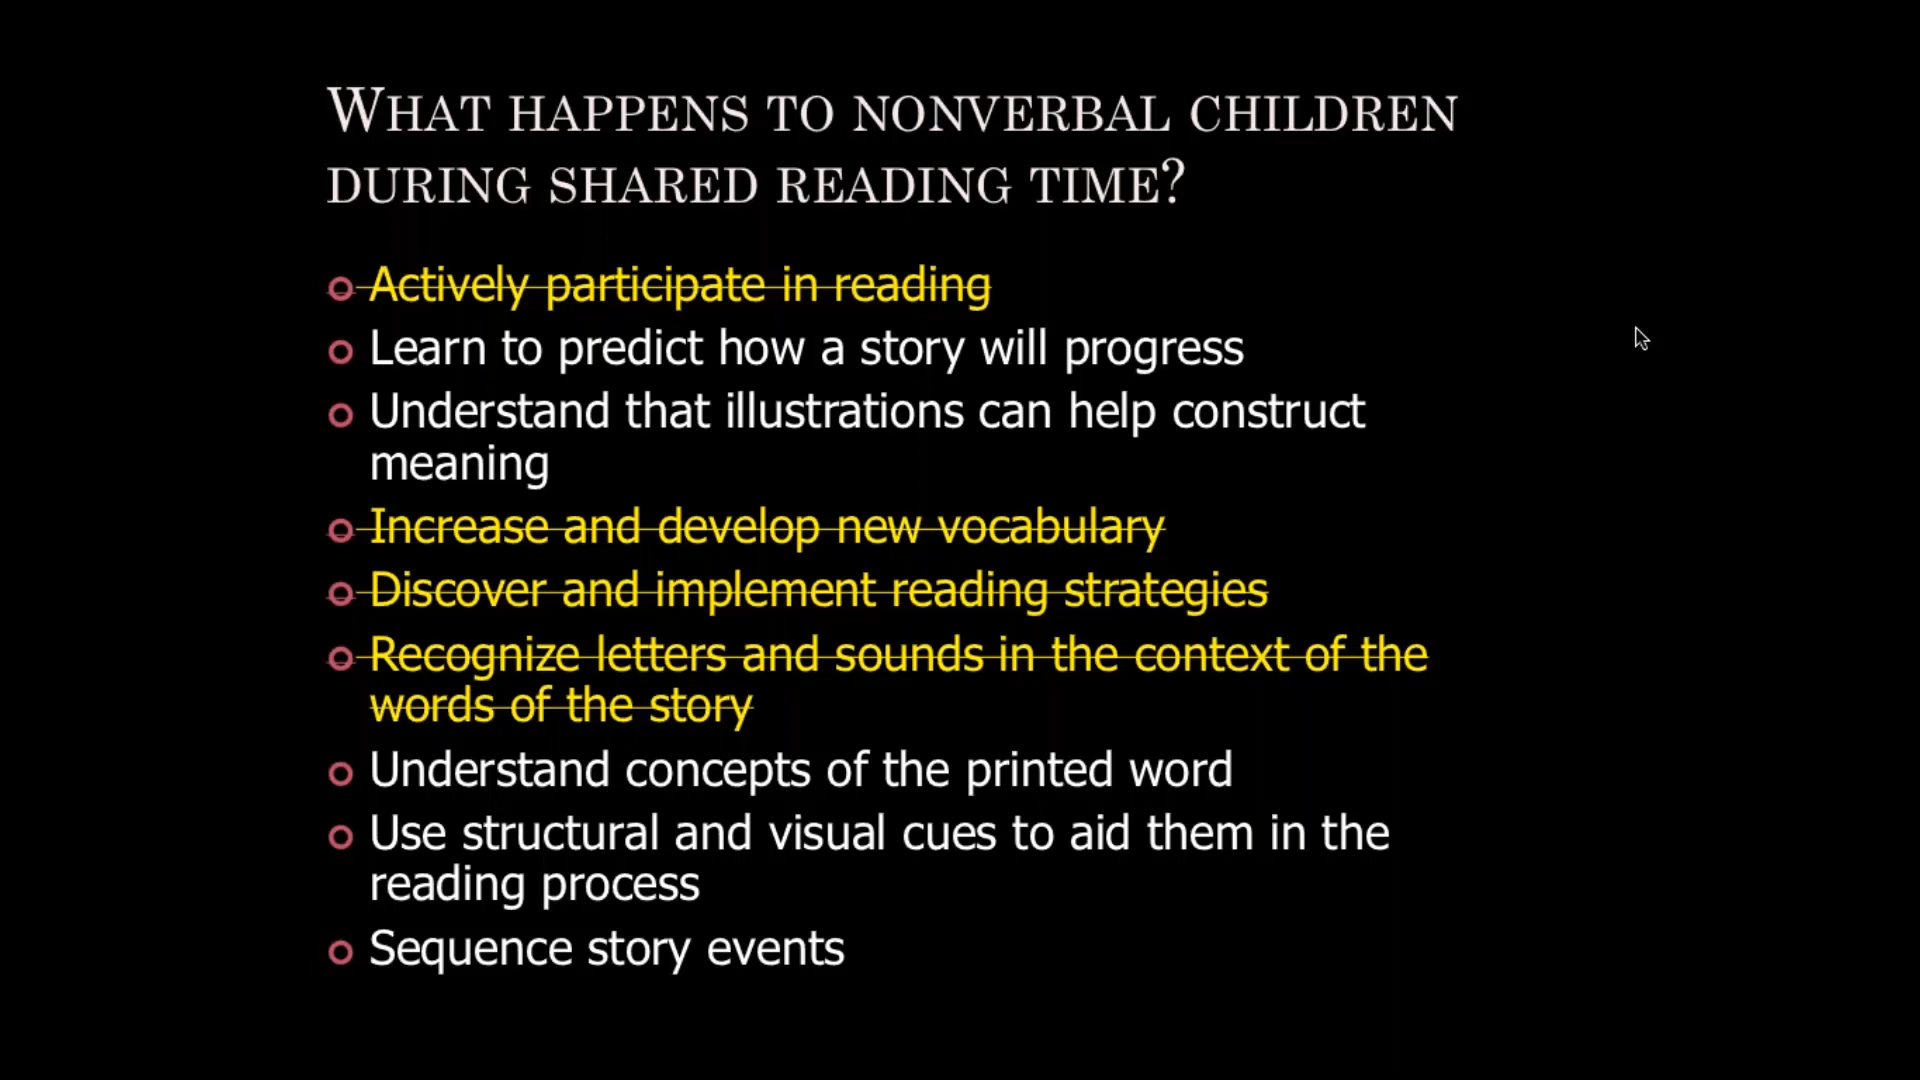 What happens to nonverbal children
during shared reading time?
Actively participate in reading
Learn to predict how a story will progress
Understand that illustrations can help construct
meaning
Increase and develop new vocabulary
Discover and implement reading strategies
Recognize letters and sounds in the context of the
words of the story
Understand concepts of the printed word
Use structural and visual cues to aid them in the
reading process
Sequence story events